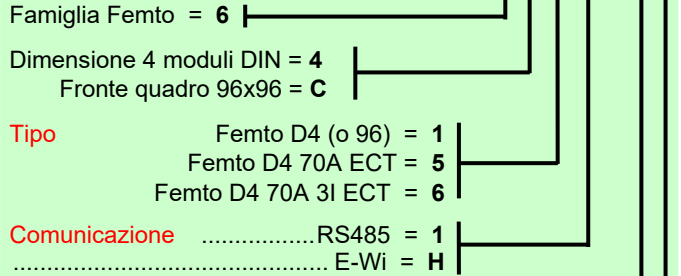 Famiglia Femto = 6
Dimensione 4 moduli DIN = 4
Fronte quadro 96x96 = C
Tipo Femto D4 (o 96) = 1
Femto D4 70A ECT = 5
Femto D4 70A 3I ECT = 6
Comunicazione .................RS485 = 1
............................................... E-Wi = H